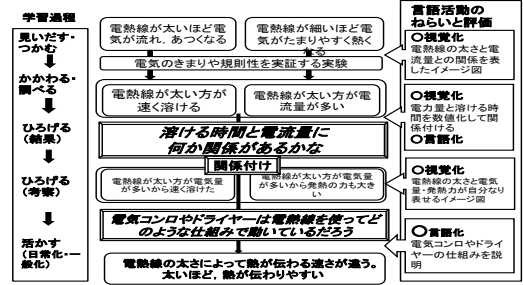 学習過程
見いだす・
つかむ
かかわる・
調べる
ひろげる
(結果)
ひろげる
(考察)
活かす
(日常化・一
般化)
電熱線が太いほど電
気が流れ，あつくなる
電熱線が細いほど電
気がたまりやすく熱く
なる
電気のきまりや規則性を実証する実験
電熱線が太い方が
速く溶ける
電熱線が太い方が電
流量が多い
溶ける時間と電流量に
何か関係があるかな
関係付け
電熱線が太い方が電気量
が多いから速く溶けた
電熱線が太い方が電気量
が多いから発熱の力も大き
い
電気コンロやドライヤーは電熱線を使ってど
のような仕組みで動いているだろう
電熱線の太さによって熱が伝わる速さが違う。
太いほど，熱が伝わりやすい
言語活動の
ねらいと評価
○視覚化
電熱線の太さと電
流量との関係を表
したイメージ図
○視覚化
電力量と溶ける時
間を数値化して関
係付ける
○言語化
○視覚化
電熱線の太さと電気
量・発熱力が自分なり
表せるイメージ図
○言語化
電気コンロやドライ
ヤーの仕組みを説
明